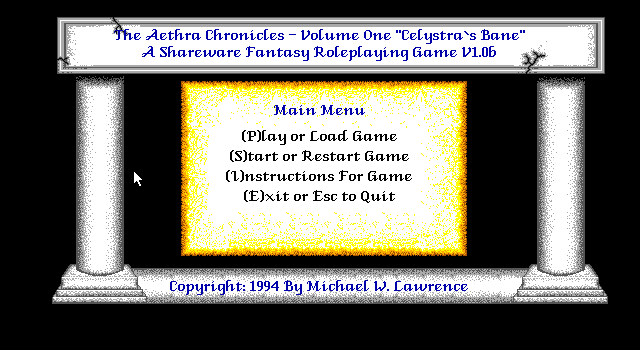 The Aethra Chronicles - Volume One "Celystra`s Bane"
A Shareware Fantasy Roleplaying Game V1.0b
Main Menu
(P)lay or Load Game
(S)tart or Restart Game
(I)nstructions For Game
(E)xit or Esc to Quit
Copyright: 1994 By Michael W. Lawrence